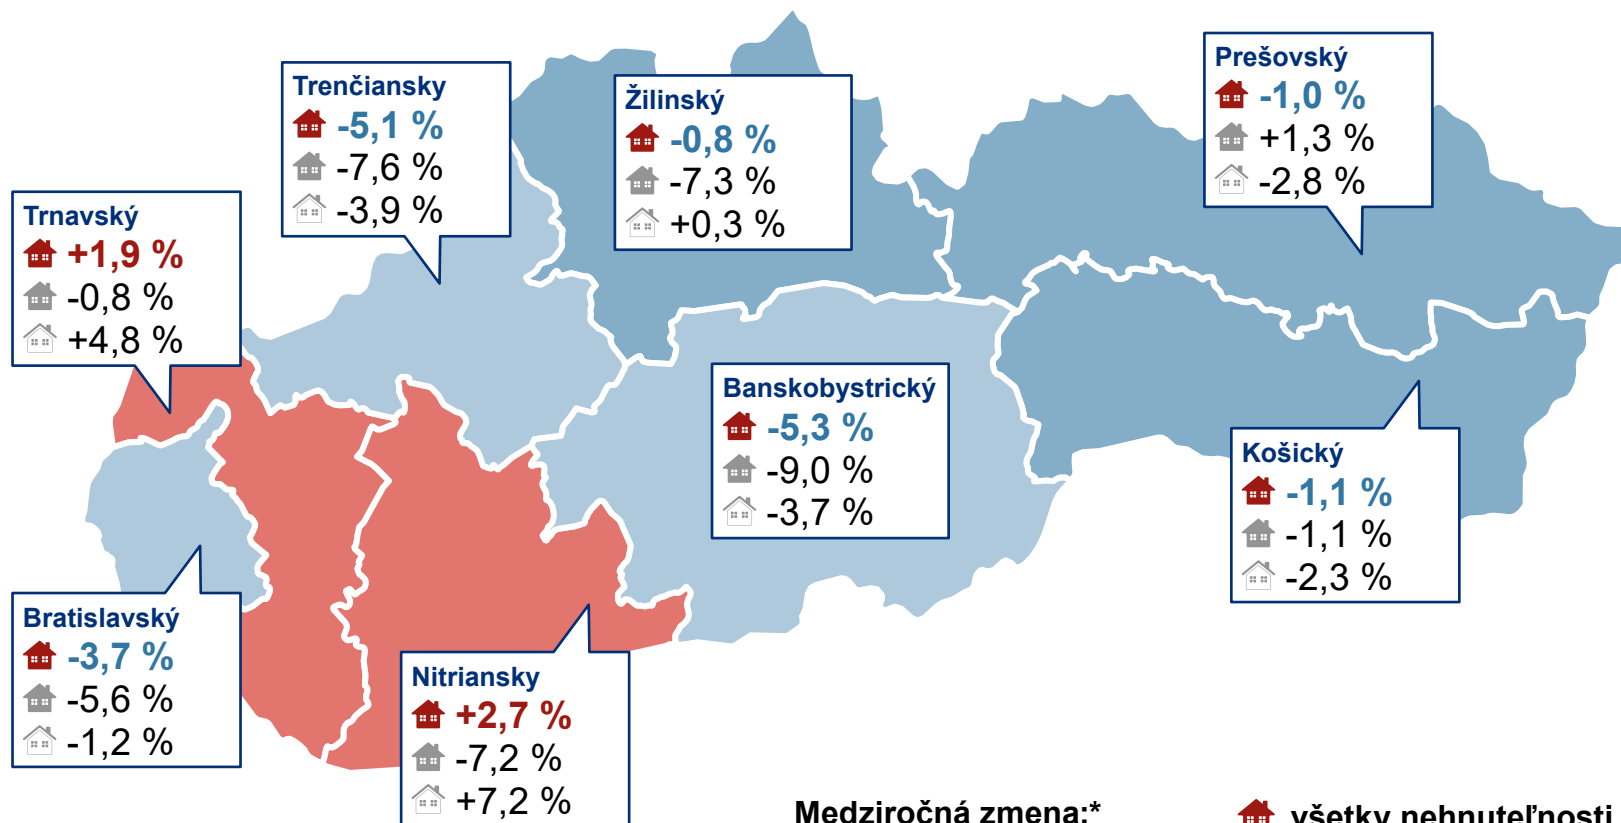 Prešovský
-1,0 %
+1,3 %
-2,8 %
Trenčiansky
-5,1 %
-7,6 %
-3,9 %
Žilinský
-0,8 %
-7,3 %
+0,3 %
Trnavský
+1,9 %
-0,8 %
+4,8 %
Banskobystrický
-5,3 %
-9,0 %
-3,7 %
Košický
-1,1 %
-1,1 %
-2,3 %
Bratislavský
-3,7 %
-5,6 %
-1,2 %
Nitriansky
+2,7 %
-7,2 %
+7,2 %
Medziročná zmena:*
všetky nehnuteľnosti